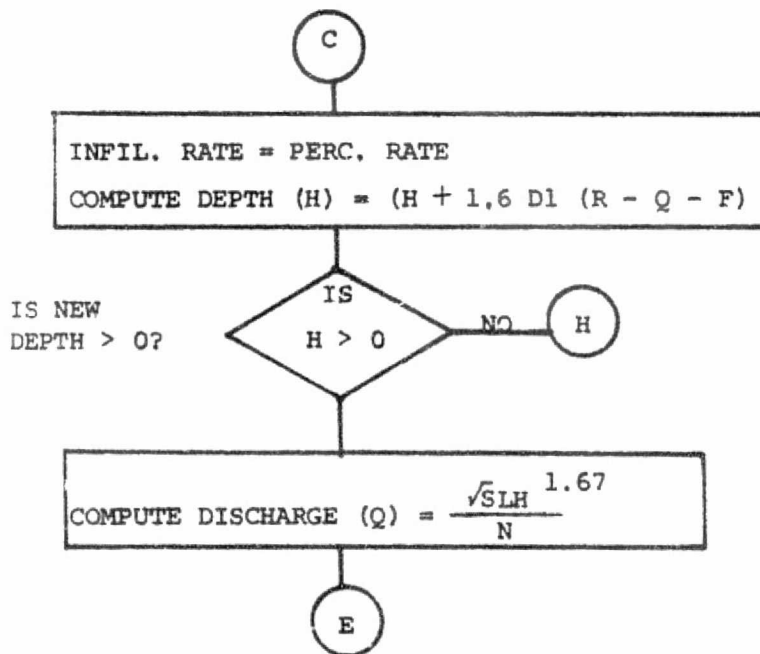 C
INFIL. RATE = PERC. RATE
COMPUTE DEPTH (H) = (H + 1.6 D1 (R - Q - F)
IS NEW
DEPTH > 0?
IS
H > 0
NO
H
COMPUTE DISCHARGE (Q) = √SLH 1.67
N
E